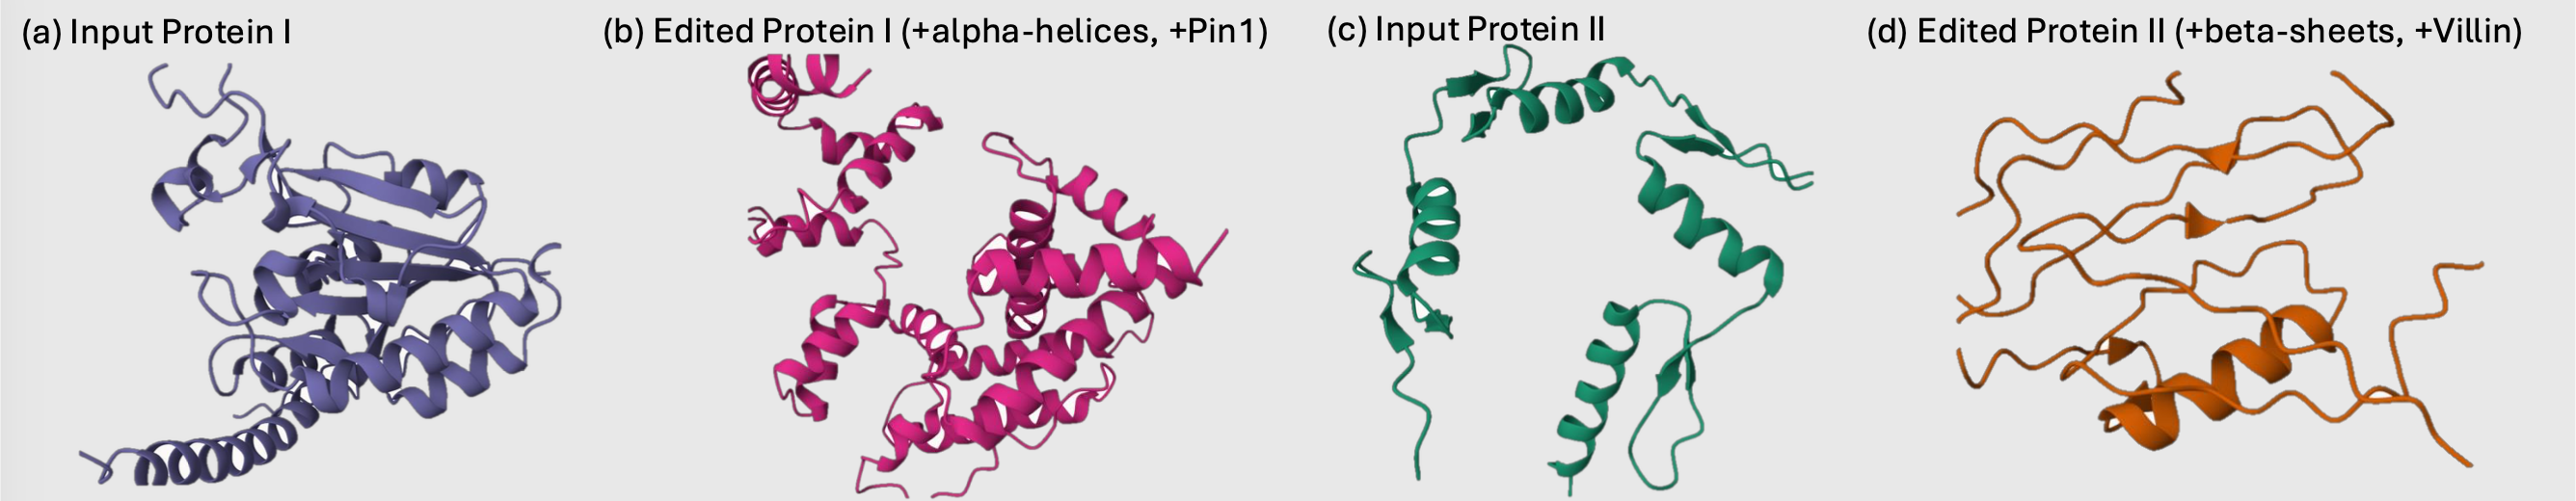 (a) Input Protein I
(b) Edited Protein I (+alpha-helices, +Pin1)
(c) Input Protein II
(d) Edited Protein II (+beta-sheets, +Villin)